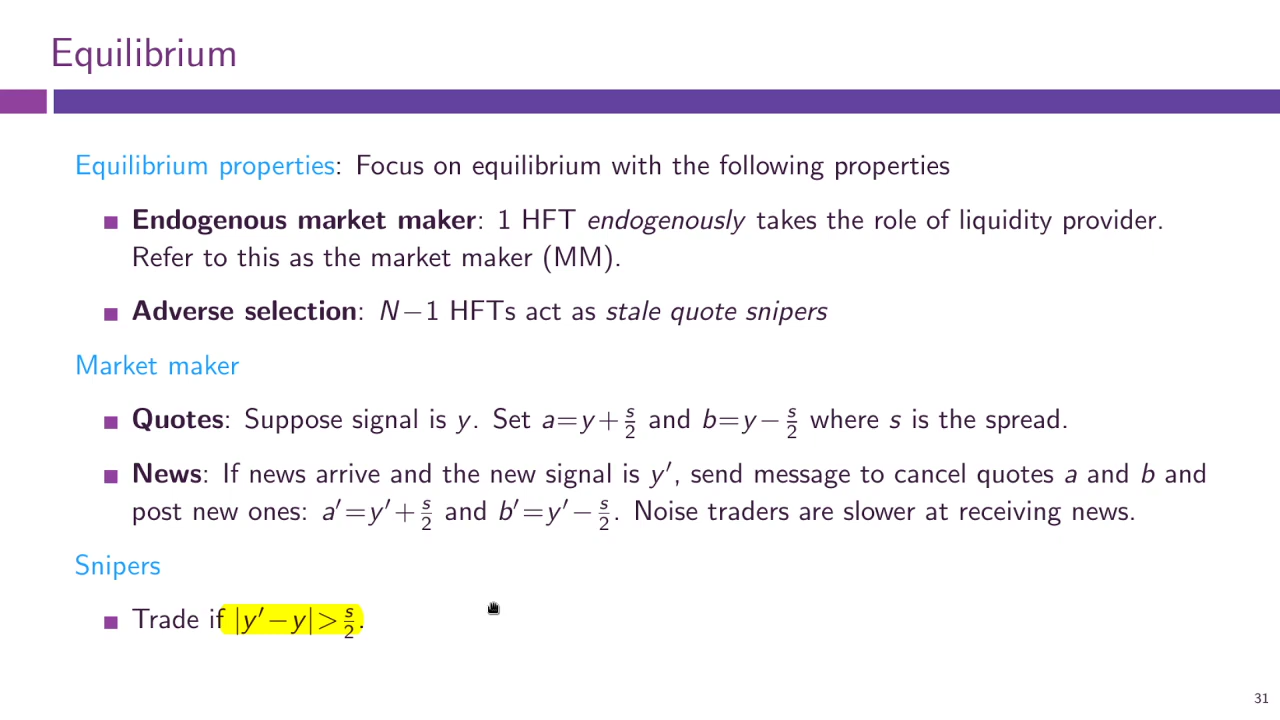 Equilibrium
Equilibrium properties: Focus on equilibrium with the following properties
Endogenous market maker: 1 HFT endogenously takes the role of liquidity provider.
Refer to this as the market maker (MM).
Adverse selection: N−1 HFTs act as stale quote snipers
Market maker
Quotes: Suppose signal is y. Set a=y+s/2 and b=y−s/2 where s is the spread.
News: If news arrive and the new signal is y′, send message to cancel quotes a and b and
post new ones: a′=y′+s/2 and b′=y′−s/2. Noise traders are slower at receiving news.
Snipers
Trade if |y′−y|>s/2.
31